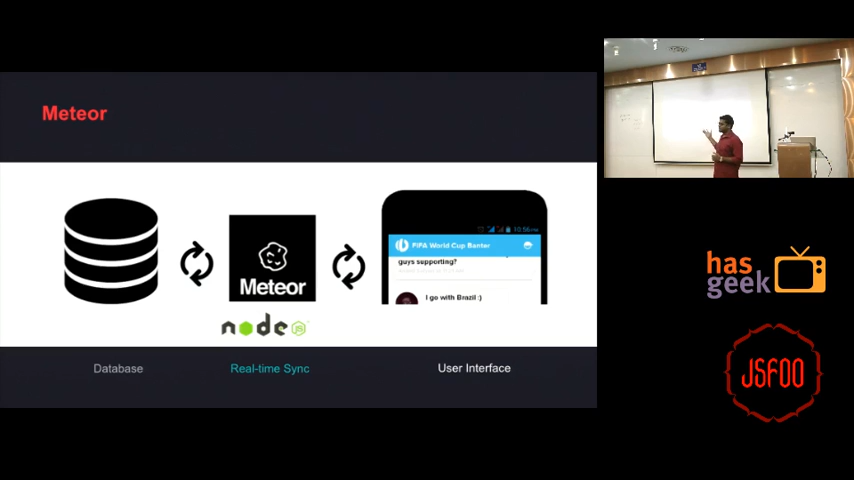 Meteor
10:56
FIFA World Cup Banter
guys supporting?
I go with Brazil :)
Meteor
node
JS
Database
Real-time Sync
User Interface
has
geek
JSFOO